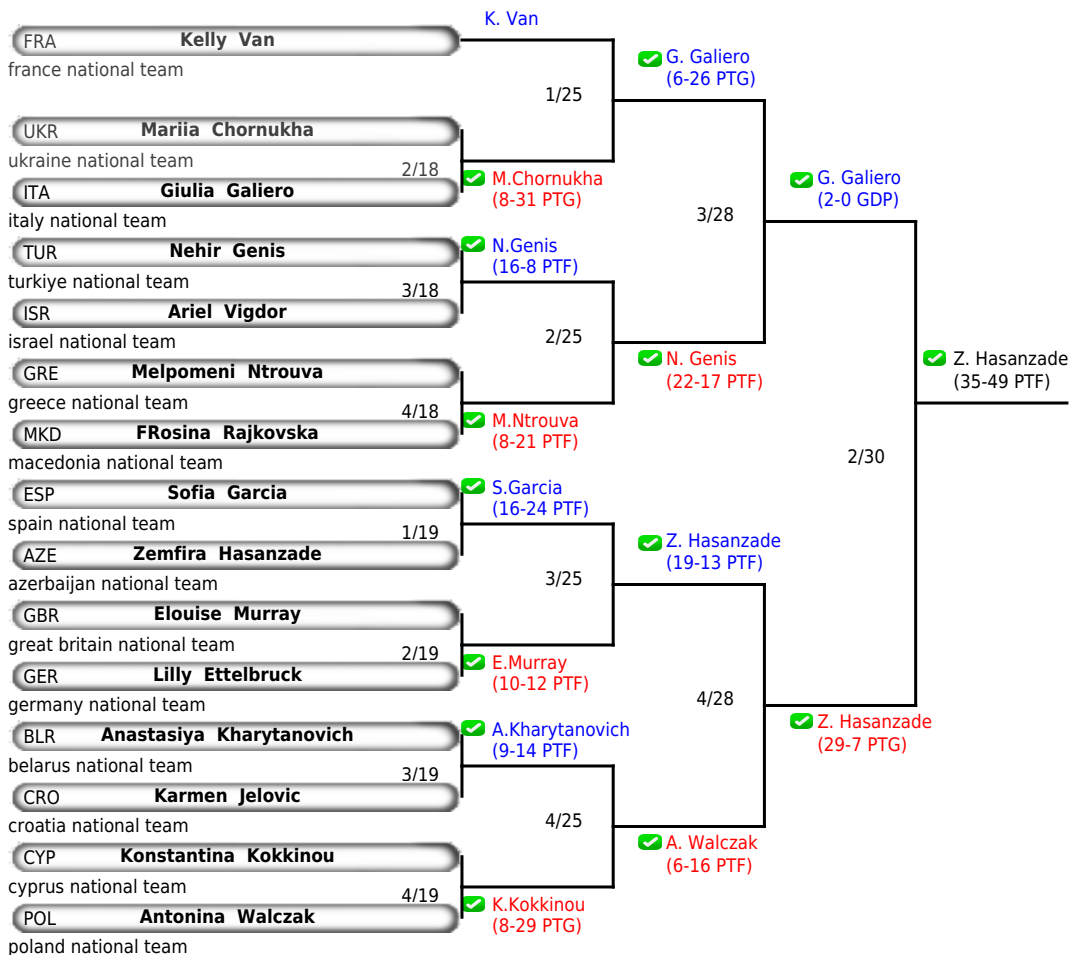 K. Van
FRA Kelly Van
france national team
G. Galiero
(6-26 PTG)
1/25
UKR Mariia Chornukha
ukraine national team
2/18
M.Chornukha
(8-31 PTG)
ITA Giulia Galiero
italy national team
G. Galiero
(2-0 GDP)
3/28
TUR Nehir Genis
turkiye national team
N.Genis
(16-8 PTF)
3/18
ISR Ariel Vigdor
israel national team
2/25
N. Genis
(22-17 PTF)
Z. Hasanzade
(35-49 PTF)
GRE Melpomeni Ntrouva
greece national team
4/18
M.Ntrouva
(8-21 PTF)
MKD FRosina Rajkovska
macedonia national team
2/30
ESP Sofia Garcia
spain national team
S.Garcia
(16-24 PTF)
1/19
AZE Zemfira Hasanzade
azerbaijan national team
Z. Hasanzade
(19-13 PTF)
3/25
GBR Elouise Murray
great britain national team
2/19
E.Murray
(10-12 PTF)
GER Lilly Ettelbruck
germany national team
4/28
Z. Hasanzade
(29-7 PTG)
BLR Anastasiya Kharytanovich
belarus national team
A.Kharytanovich
(9-14 PTF)
3/19
CRO Karmen Jelovic
croatia national team
4/25
A. Walczak
(6-16 PTF)
CYP Konstantina Kokkinou
cyprus national team
4/19
K.Kokkinou
(8-29 PTG)
POL Antonina Walczak
poland national team